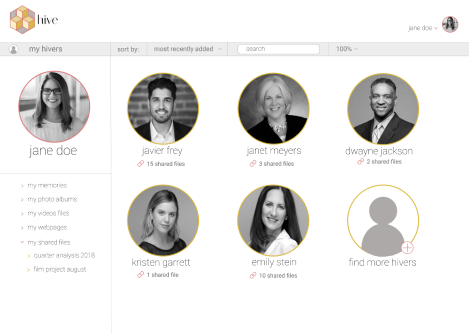 hive
jane doe
my hivers
sort by:
most recently added
search
100%
jane doe
my memories
my photo albums
my videos files
my webpages
my shared files
quarter analysis 2018
film project august
javier frey
15 shared files
janet meyers
3 shared files
dwayne jackson
2 shared files
kristen garrett
1 shared file
emily stein
10 shared files
find more hivers